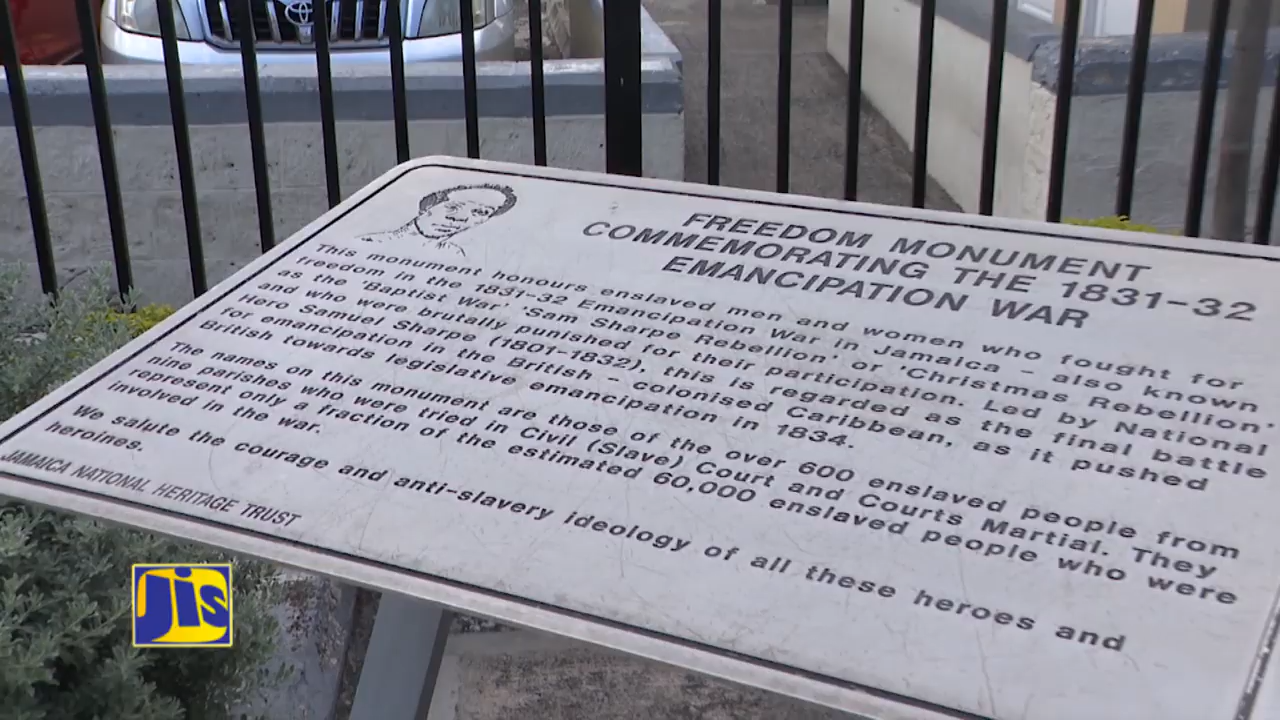 FREEDOM MONUMENT
COMMEMORATING THE 1831-32
EMANCIPATION WAR
This monument honours enslaved men and women who fought for
freedom in the 1831-32 Emancipation War in Jamaica - also known
as the 'Baptist War' 'Sam Sharpe Rebellion' or 'Christmas Rebellion'
and who were brutally punished for their participation. Led by National
Hero Samuel Sharpe (1801-1832), this is regarded as the final battle
for emancipation in the British - colonised Caribbean, as it pushed
British towards legislative emancipation in 1834.
The names on this monument are those of the over 600 enslaved people from
nine parishes who were tried in Civil (Slave) Court and Courts Martial. They
represent only a fraction of the estimated 60,000 enslaved people who were
involved in the war.
We salute the courage and anti-slavery ideology of all these heroes and
heroines.
JAMAICA NATIONAL HERITAGE TRUST
Jis